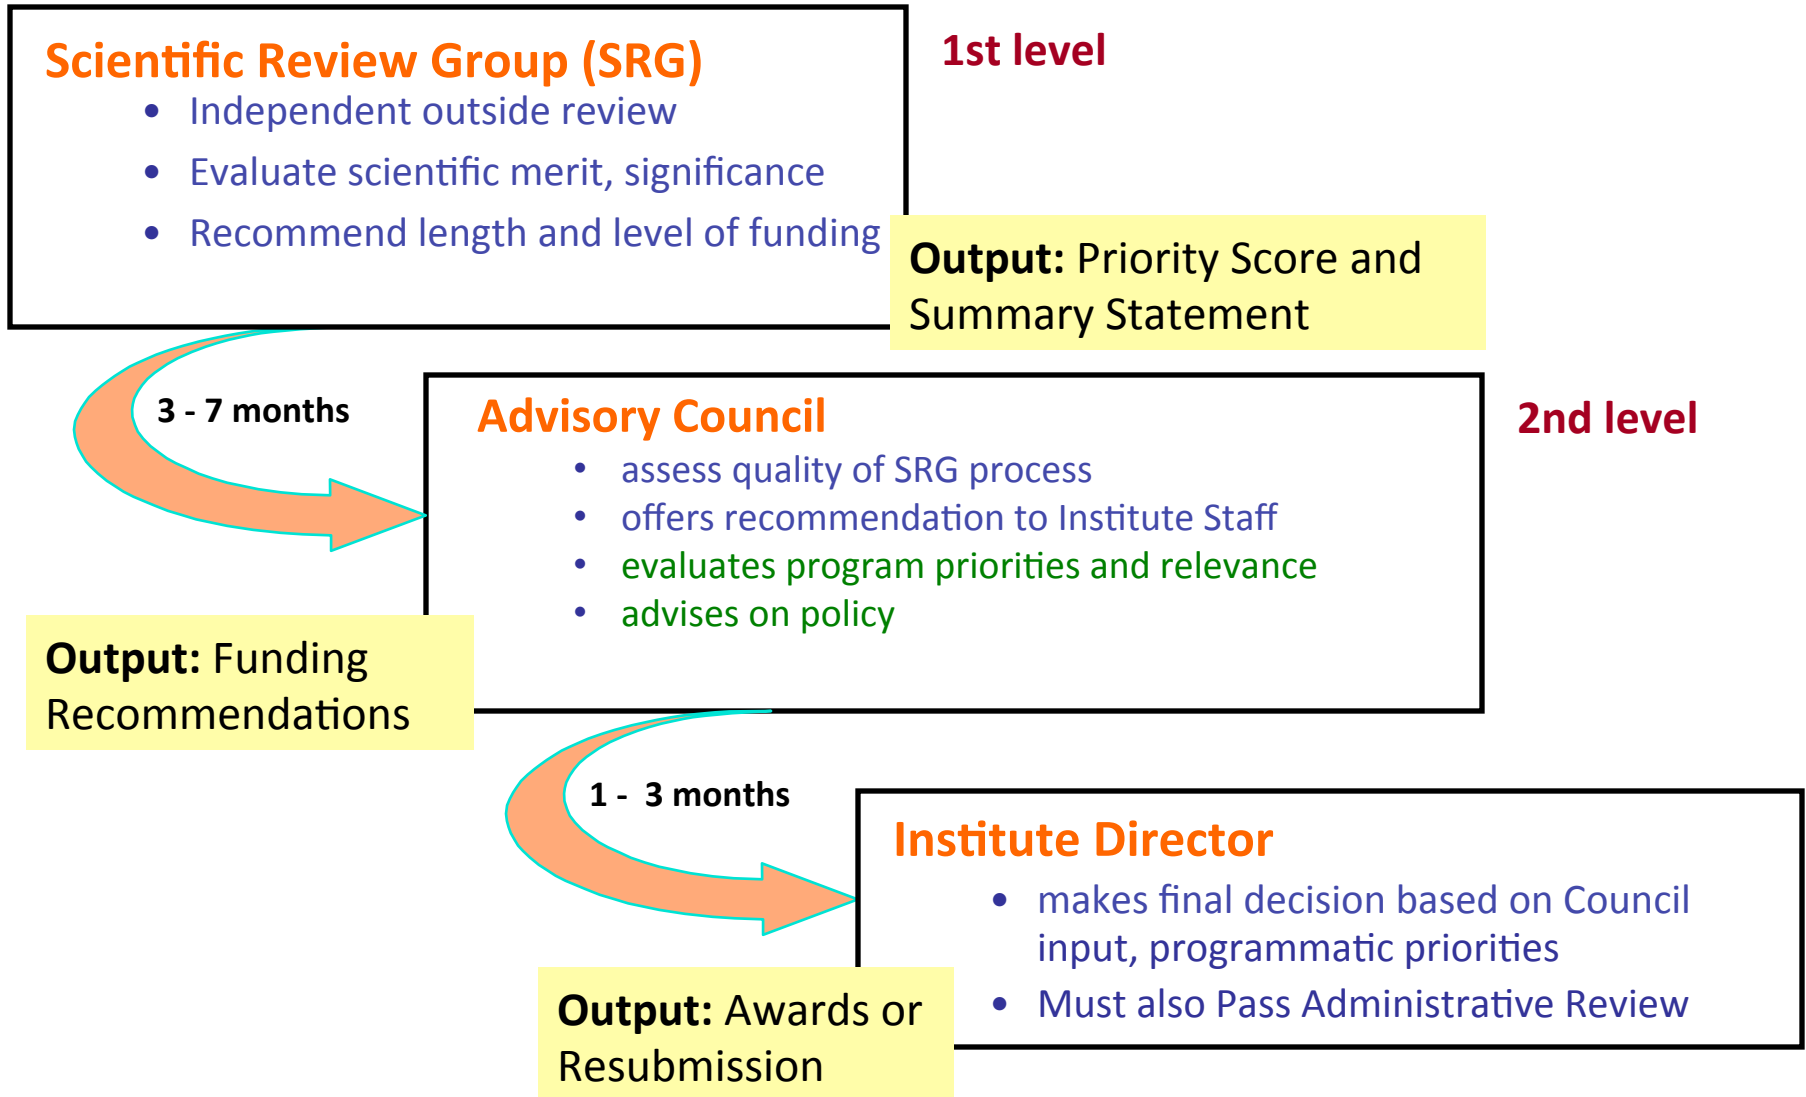 Scientific Review Group (SRG)
1st level
• Independent outside review
• Evaluate scientific merit, significance
• Recommend length and level of funding
Output: Priority Score and
Summary Statement
3 - 7 months
Advisory Council
2nd level
• assess quality of SRG process
• offers recommendation to Institute Staff
• evaluates program priorities and relevance
• advises on policy
Output: Funding
Recommendations
1 - 3 months
Institute Director
• makes final decision based on Council
input, programmatic priorities
• Must also Pass Administrative Review
Output: Awards or
Resubmission